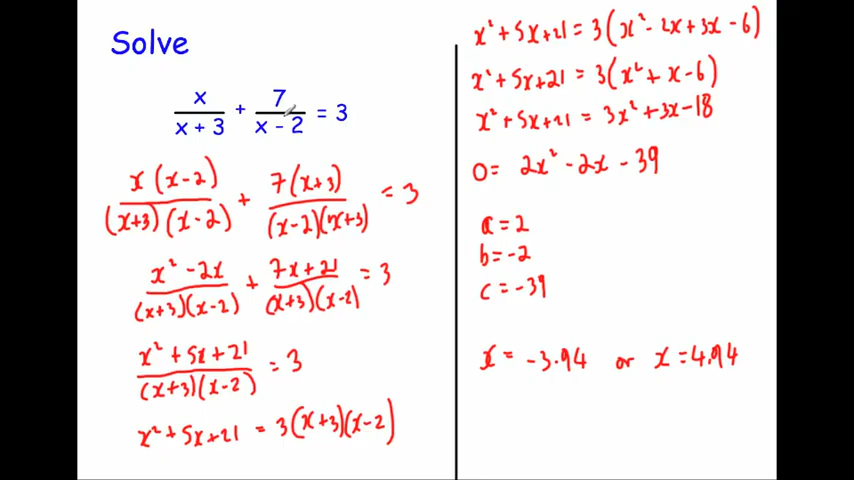 Solve
x/(x + 3) + 7/(x - 2) = 3
x(x-2)/((x+3)(x-2)) + 7(x+3)/((x-2)(x+3)) = 3
(x² - 2x)/((x+3)(x-2)) + (7x+21)/((x+3)(x-2)) = 3
(x² + 5x + 21)/((x+3)(x-2)) = 3
x² + 5x + 21 = 3(x+3)(x-2)
x² + 5x + 21 = 3(x² - 2x + 3x - 6)
x² + 5x + 21 = 3(x² + x - 6)
x² + 5x + 21 = 3x² + 3x - 18
0 = 2x² - 2x - 39
a = 2
b = -2
c = -39
x = -3.94 or x = 4.94